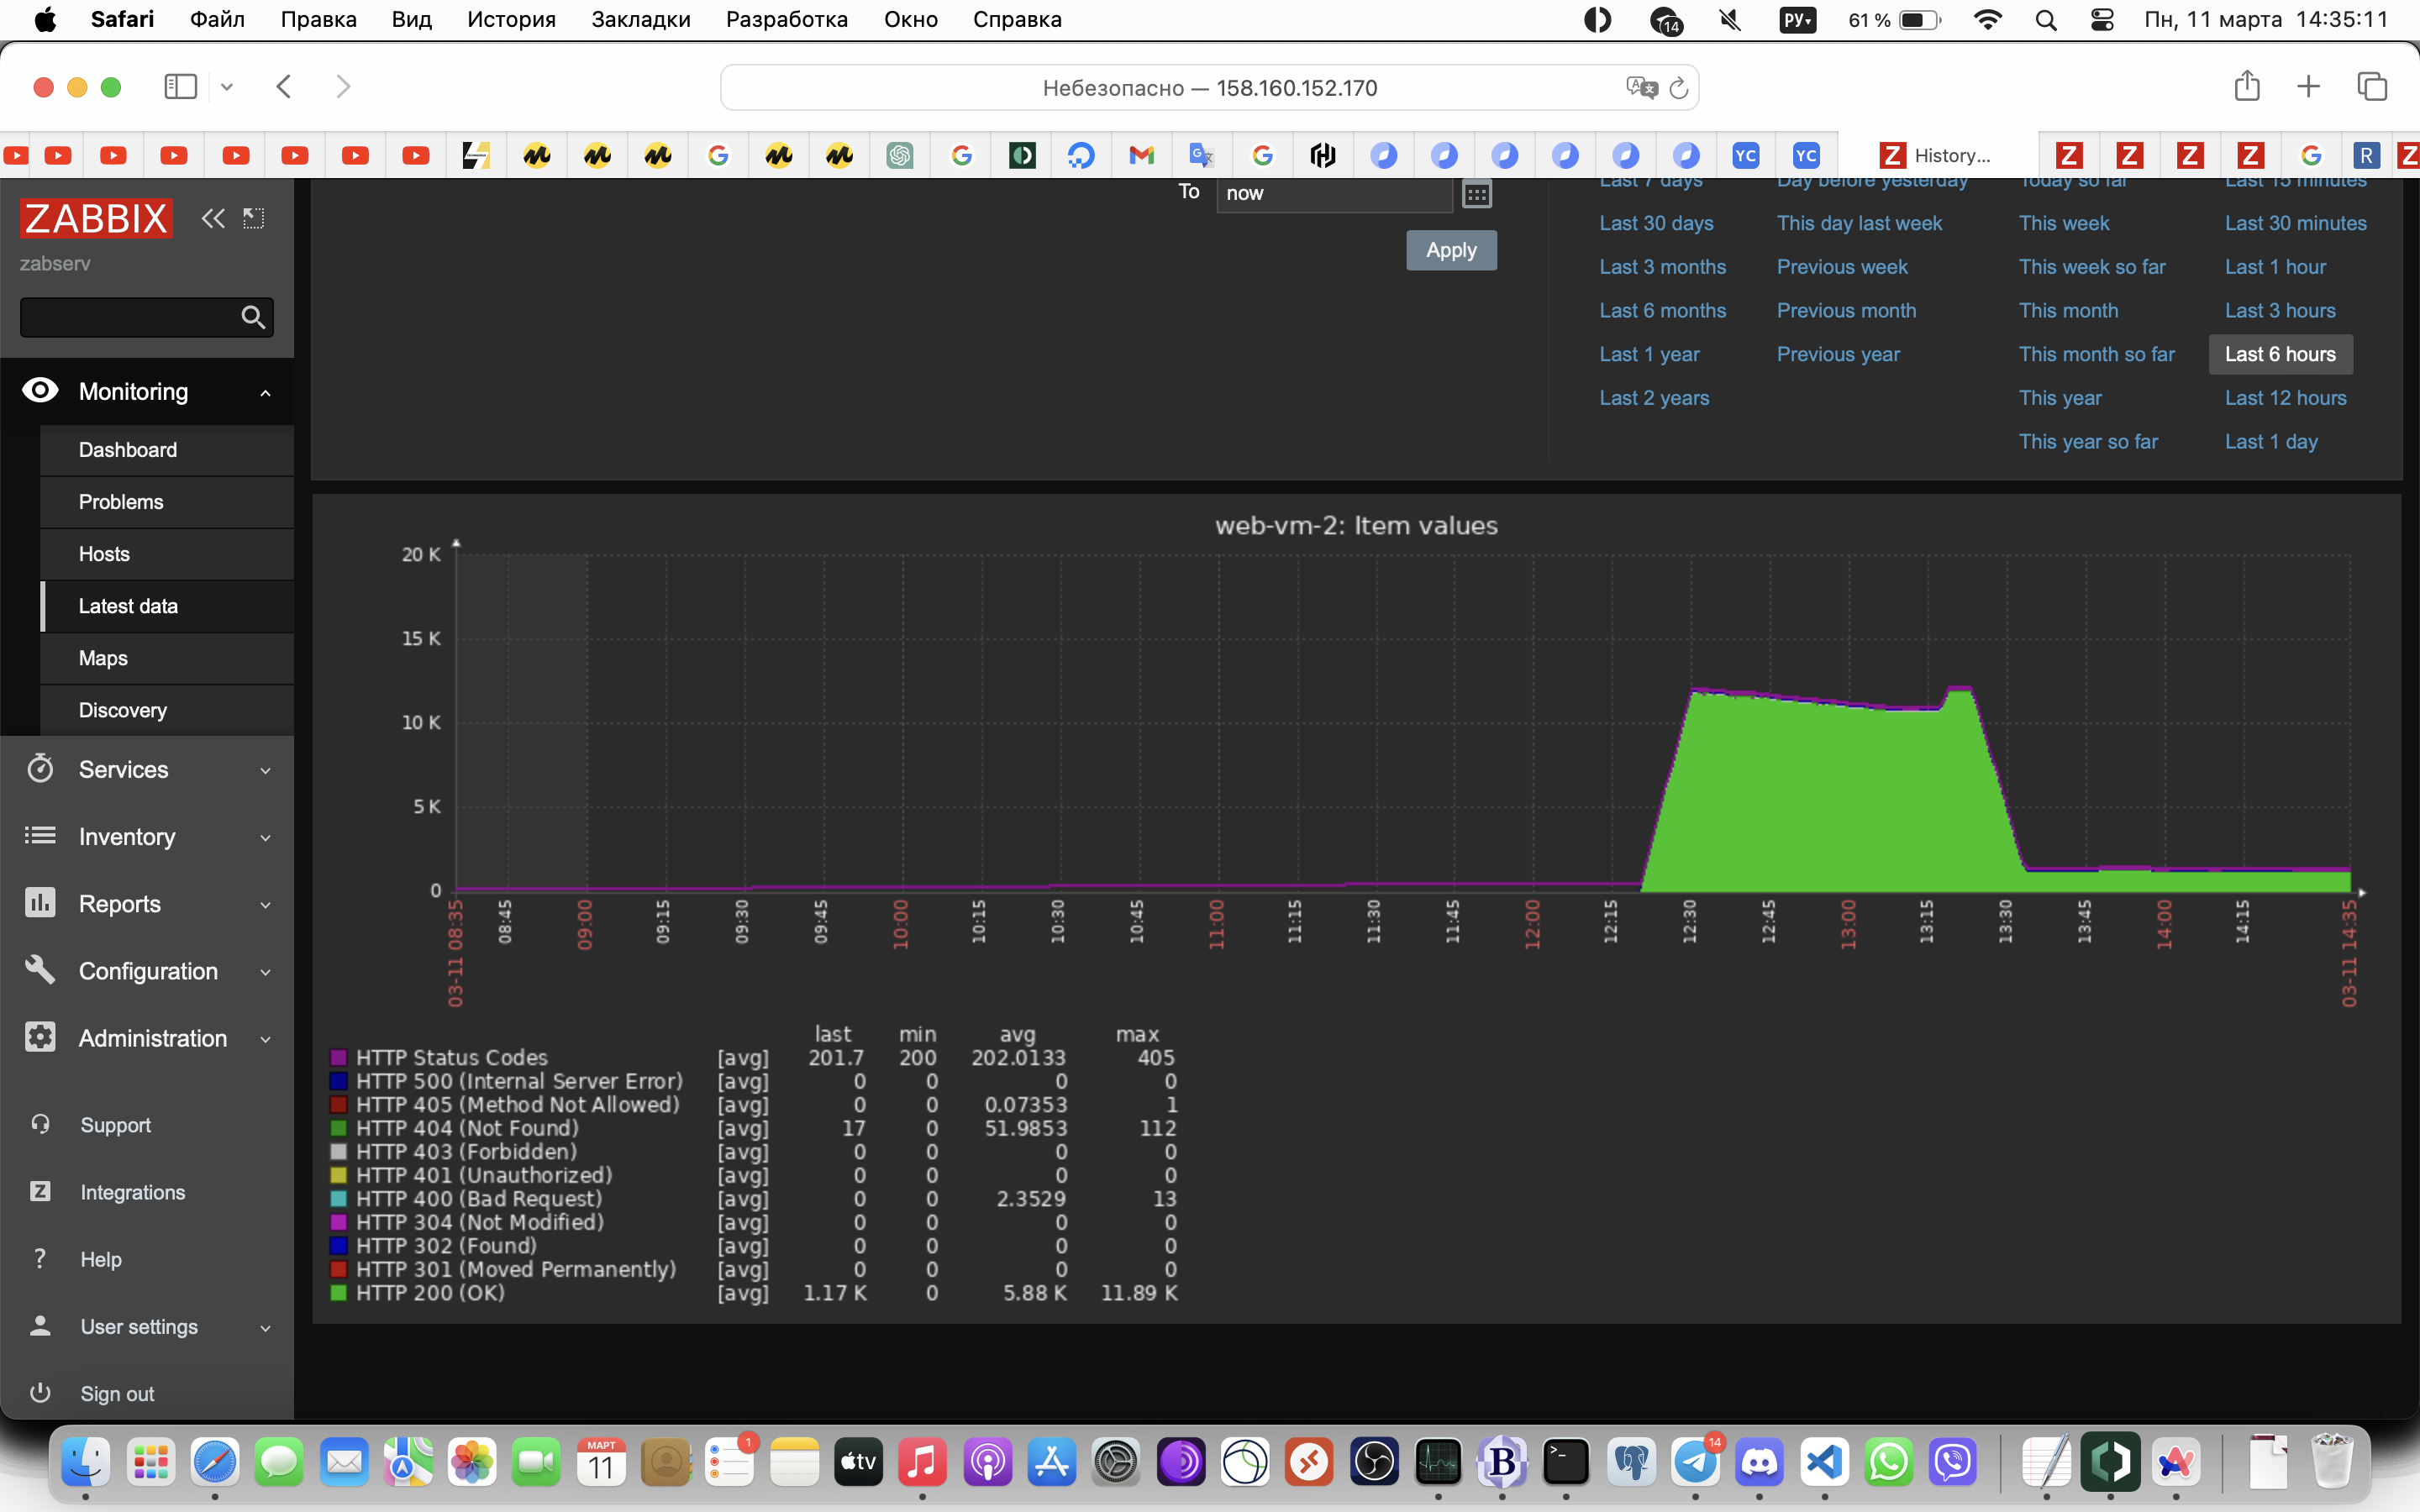 Safari Файл Правка Вид История Закладки Разработка Окно Справка 14 РУ 61 % Пн, 11 марта 14:35:11
Небезопасно — 158.160.152.170
YC YC Z History... Z Z Z Z R Z
ZABBIX
zabserv
Monitoring
Dashboard
Problems
Hosts
Latest data
Maps
Discovery
Services
Inventory
Reports
Configuration
Administration
Support
Integrations
Help
User settings
Sign out
To now
Apply
Last 7 days Day before yesterday Today so far Last 15 minutes
Last 30 days This day last week This week Last 30 minutes
Last 3 months Previous week This week so far Last 1 hour
Last 6 months Previous month This month Last 3 hours
Last 1 year Previous year This month so far Last 6 hours
Last 2 years This year Last 12 hours
This year so far Last 1 day
web-vm-2: Item values
20 K
15 K
10 K
5 K
0
03-11 08:35 08:45 09:00 09:15 09:30 09:45 10:00 10:15 10:30 10:45 11:00 11:15 11:30 11:45 12:00 12:15 12:30 12:45 13:00 13:15 13:30 13:45 14:00 14:15 03-11 14:35
last min avg max
HTTP Status Codes [avg] 201.7 200 202.0133 405
HTTP 500 (Internal Server Error) [avg] 0 0 0 0
HTTP 405 (Method Not Allowed) [avg] 0 0 0.07353 1
HTTP 404 (Not Found) [avg] 17 0 51.9853 112
HTTP 403 (Forbidden) [avg] 0 0 0 0
HTTP 401 (Unauthorized) [avg] 0 0 0 0
HTTP 400 (Bad Request) [avg] 0 0 2.3529 13
HTTP 304 (Not Modified) [avg] 0 0 0 0
HTTP 302 (Found) [avg] 0 0 0 0
HTTP 301 (Moved Permanently) [avg] 0 0 0 0
HTTP 200 (OK) [avg] 1.17 K 0 5.88 K 11.89 K
МАРТ 11 1 tv B 14